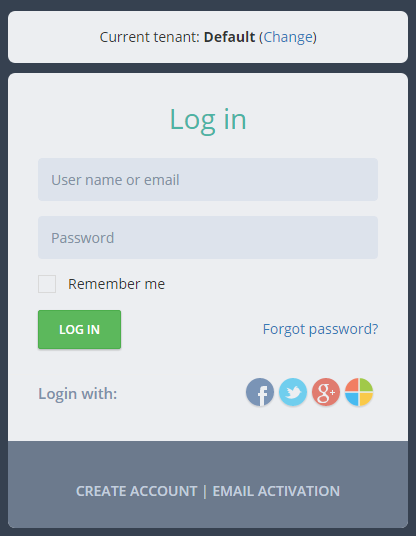 Current tenant: Default (Change)
Log in
User name or email
Password
Remember me
LOG IN
Forgot password?
Login with:
CREATE ACCOUNT | EMAIL ACTIVATION